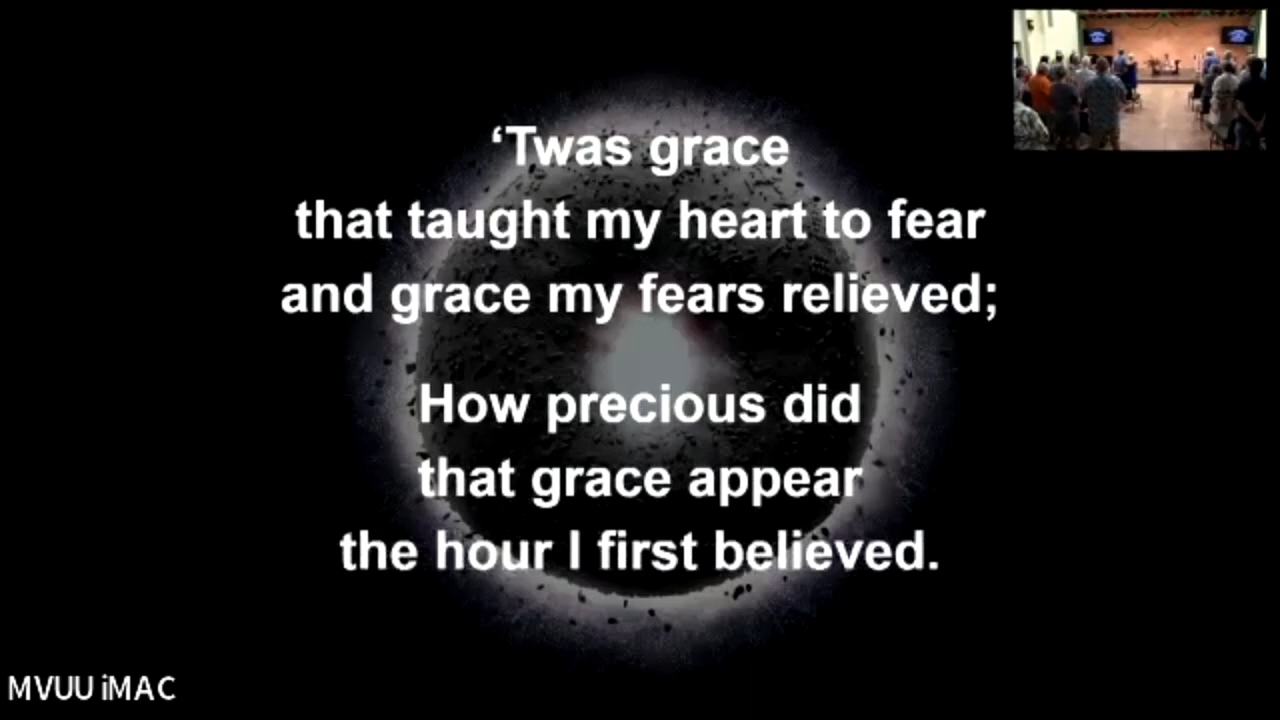 ‘Twas grace
that taught my heart to fear
and grace my fears relieved;
How precious did
that grace appear
the hour I first believed.
MVUU iMAC